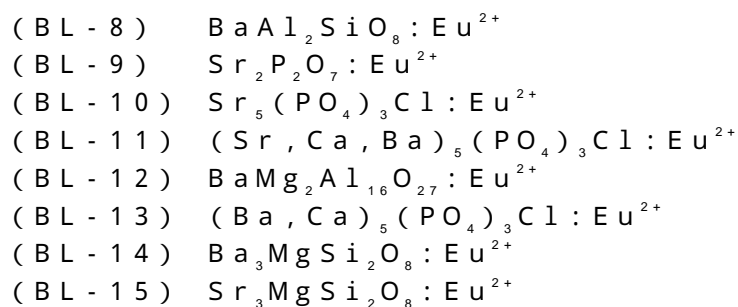 (BL-8) BaAl₂SiO₈:Eu²⁺
(BL-9) Sr₂P₂O₇:Eu²⁺
(BL-10) Sr₅(PO₄)₃Cl:Eu²⁺
(BL-11) (Sr,Ca,Ba)₅(PO₄)₃Cl:Eu²⁺
(BL-12) BaMg₂Al₁₆O₂₇:Eu²⁺
(BL-13) (Ba,Ca)₅(PO₄)₃Cl:Eu²⁺
(BL-14) Ba₃MgSi₂O₈:Eu²⁺
(BL-15) Sr₃MgSi₂O₈:Eu²⁺